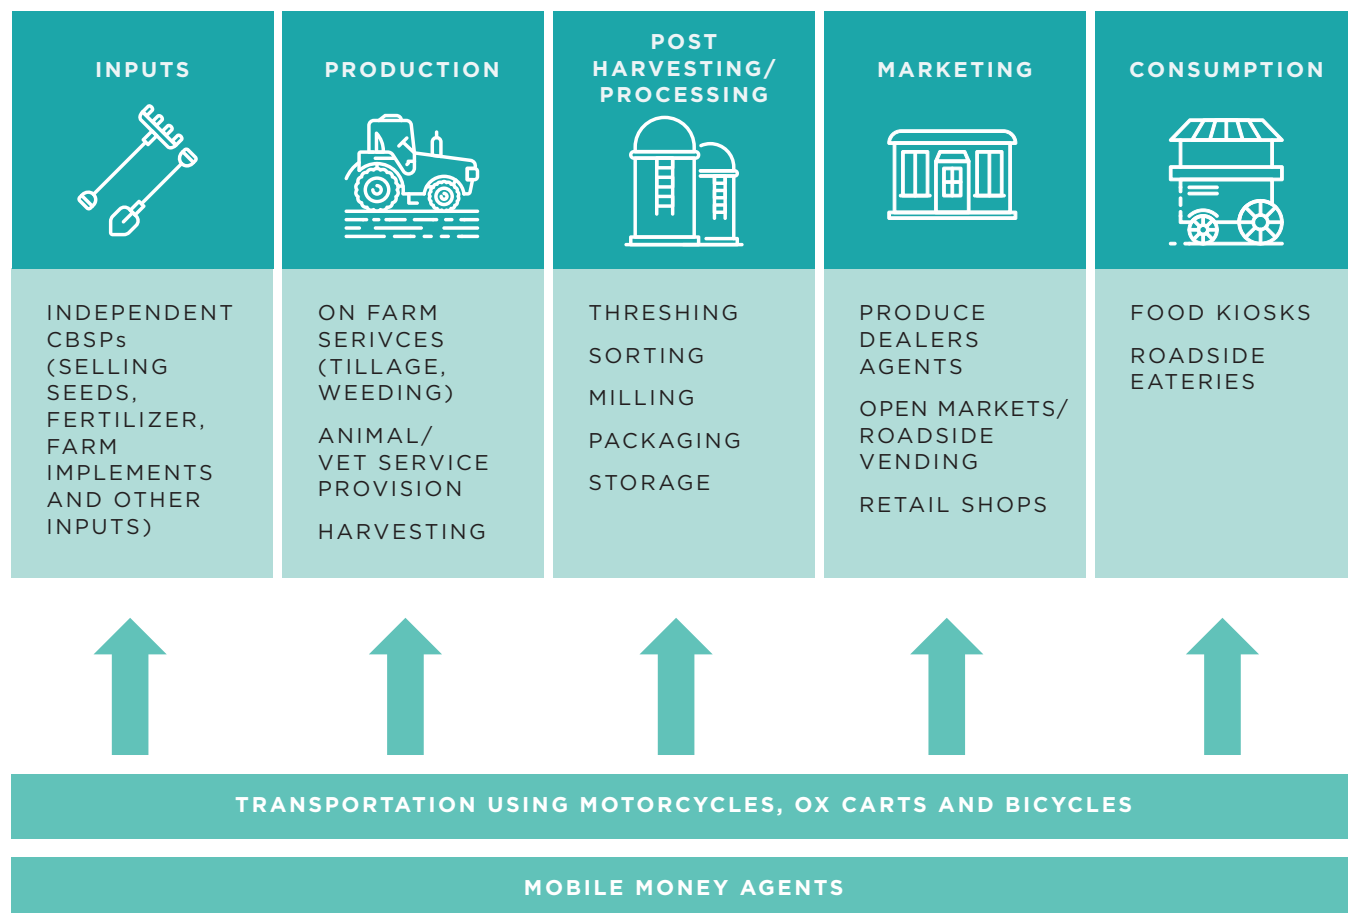 INPUTS
PRODUCTION
POST
HARVESTING/
PROCESSING
MARKETING
CONSUMPTION
INDEPENDENT
CBSPs
(SELLING
SEEDS,
FERTILIZER,
FARM
IMPLEMENTS
AND OTHER
INPUTS)
ON FARM
SERIVCES
(TILLAGE,
WEEDING)
ANIMAL/
VET SERVICE
PROVISION
HARVESTING
THRESHING
SORTING
MILLING
PACKAGING
STORAGE
PRODUCE
DEALERS
AGENTS
OPEN MARKETS/
ROADSIDE
VENDING
RETAIL SHOPS
FOOD KIOSKS
ROADSIDE
EATERIES
TRANSPORTATION USING MOTORCYCLES, OX CARTS AND BICYCLES
MOBILE MONEY AGENTS